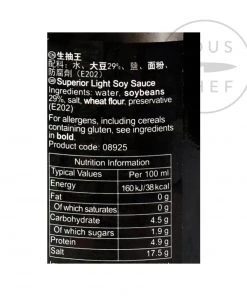 OUS
CHEF
生抽王
配料：水、大豆29%、盐、面粉、
防腐剂（E202）
Superior Light Soy Sauce
Ingredients: water, soybeans
29%, salt, wheat flour, preservative
(E202)
For allergens, including cereals
containing gluten, see ingredients
in bold.
Product code: 08925
Nutrition Information
Typical Values Per 100 ml
Energy 160 kJ/38 kcal
Fat 0 g
Of which saturates 0 g
Carbohydrate 4.5 g
Of which sugars 1.9 g
Protein 4.9 g
Salt 17.5 g